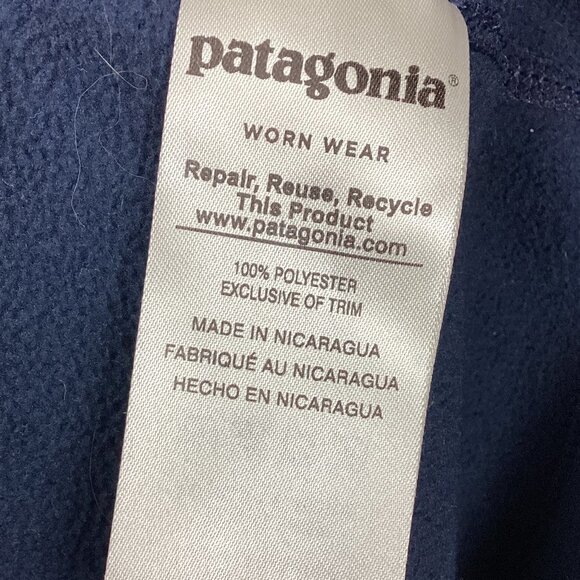 patagonia®
WORN WEAR
Repair, Reuse, Recycle
This Product
www.patagonia.com
100% POLYESTER
EXCLUSIVE OF TRIM
MADE IN NICARAGUA
FABRIQUÉ AU NICARAGUA
HECHO EN NICARAGUA